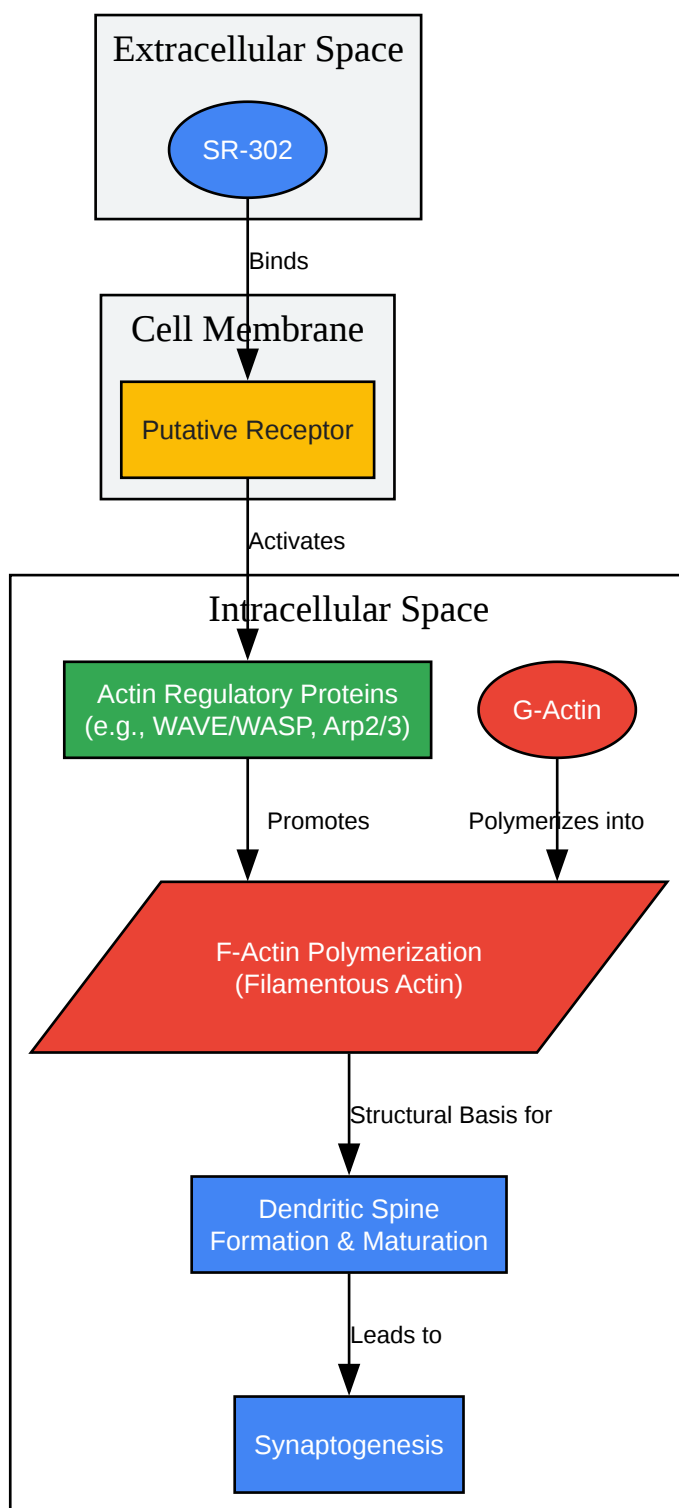 Extracellular Space
SR-302
Binds
Cell Membrane
Putative Receptor
Activates
Intracellular Space
Actin Regulatory Proteins
(e.g., WAVE/WASP, Arp2/3)
G-Actin
Promotes
Polymerizes into
F-Actin Polymerization
(Filamentous Actin)
Structural Basis for
Dendritic Spine
Formation & Maturation
Leads to
Synaptogenesis